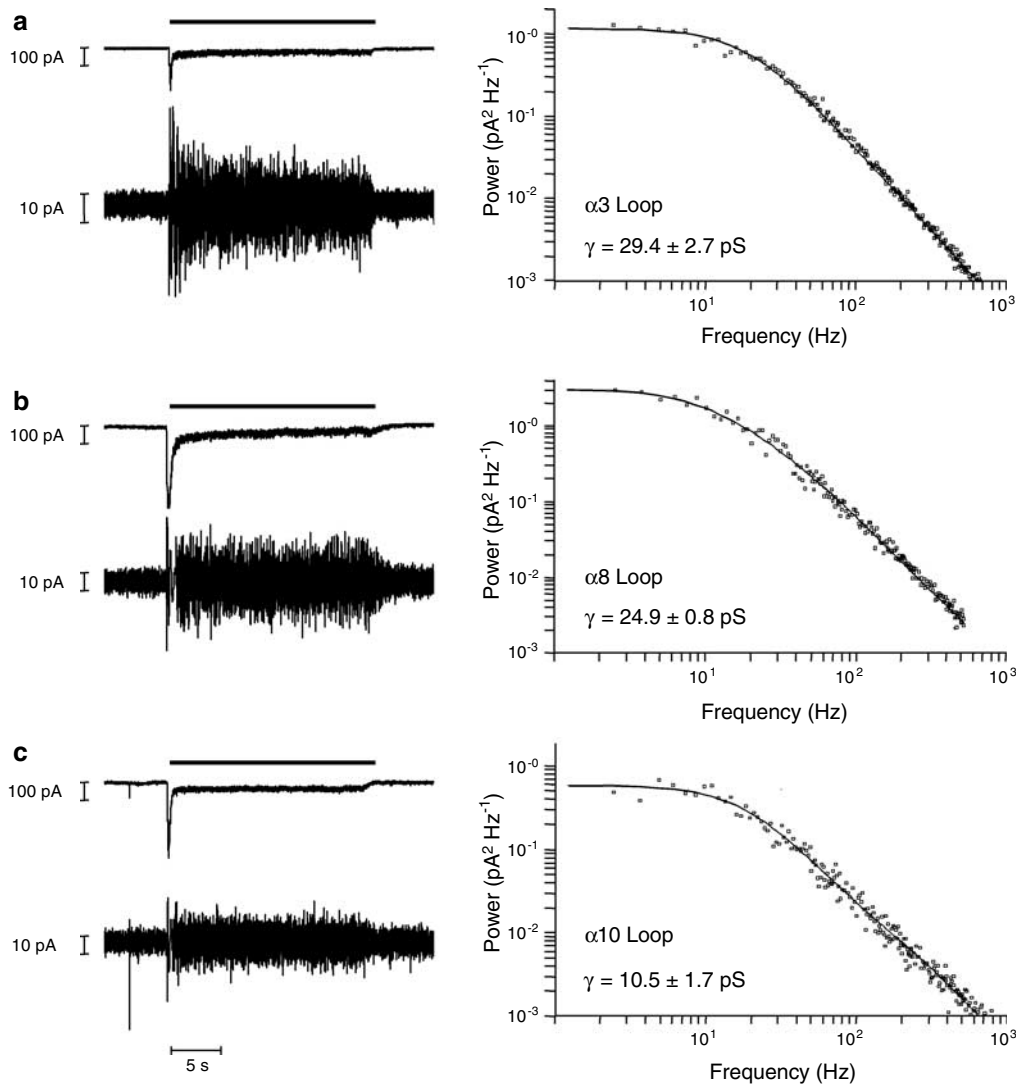 a
100 pA
10 pA
Power (pA² Hz⁻¹)
10⁻⁰
10⁻¹
10⁻²
10⁻³
α3 Loop
γ = 29.4 ± 2.7 pS
10¹
10²
10³
Frequency (Hz)
b
100 pA
10 pA
Power (pA² Hz⁻¹)
10⁻⁰
10⁻¹
10⁻²
10⁻³
α8 Loop
γ = 24.9 ± 0.8 pS
10¹
10²
10³
Frequency (Hz)
c
100 pA
10 pA
5 s
Power (pA² Hz⁻¹)
10⁻⁰
10⁻¹
10⁻²
10⁻³
α10 Loop
γ = 10.5 ± 1.7 pS
10¹
10²
10³
Frequency (Hz)